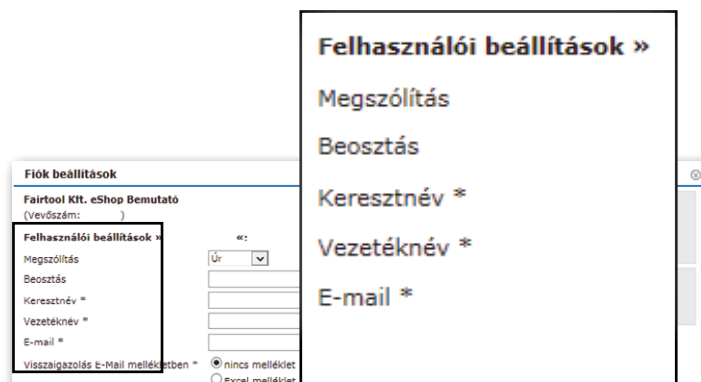 Felhasználói beállítások »
Megszólítás
Beosztás
Keresztnév *
Vezetéknév *
E-mail *
Fiók beállítások
Fairtool Kft. eShop Bemutató
(Vevőszám: )
Felhasználói beállítások » «:
Megszólítás Úr
Beosztás
Keresztnév *
Vezetéknév *
E-mail *
Visszaigazolás E-Mail mellékletben * nincs melléklet
Excel melléklet